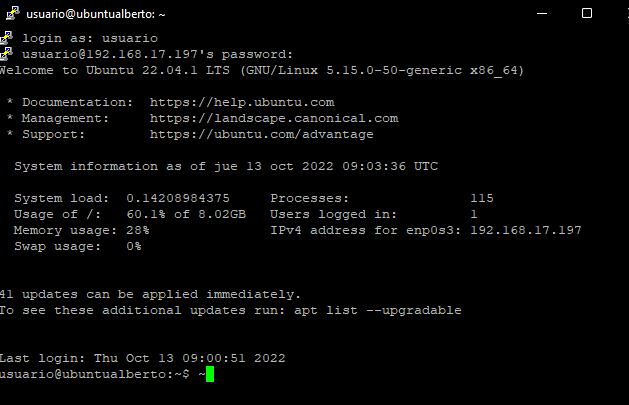 usuario@ubuntualberto: ~
login as: usuario
usuario@192.168.17.197's password:
Welcome to Ubuntu 22.04.1 LTS (GNU/Linux 5.15.0-50-generic x86_64)
* Documentation:  https://help.ubuntu.com
* Management:     https://landscape.canonical.com
* Support:        https://ubuntu.com/advantage
System information as of jue 13 oct 2022 09:03:36 UTC
System load:  0.14208984375     Processes:               115
Usage of /:   60.1% of 8.02GB   Users logged in:         1
Memory usage: 28%               IPv4 address for enp0s3: 192.168.17.197
Swap usage:   0%
41 updates can be applied immediately.
To see these additional updates run: apt list --upgradable
Last login: Thu Oct 13 09:00:51 2022
usuario@ubuntualberto:~$ ~